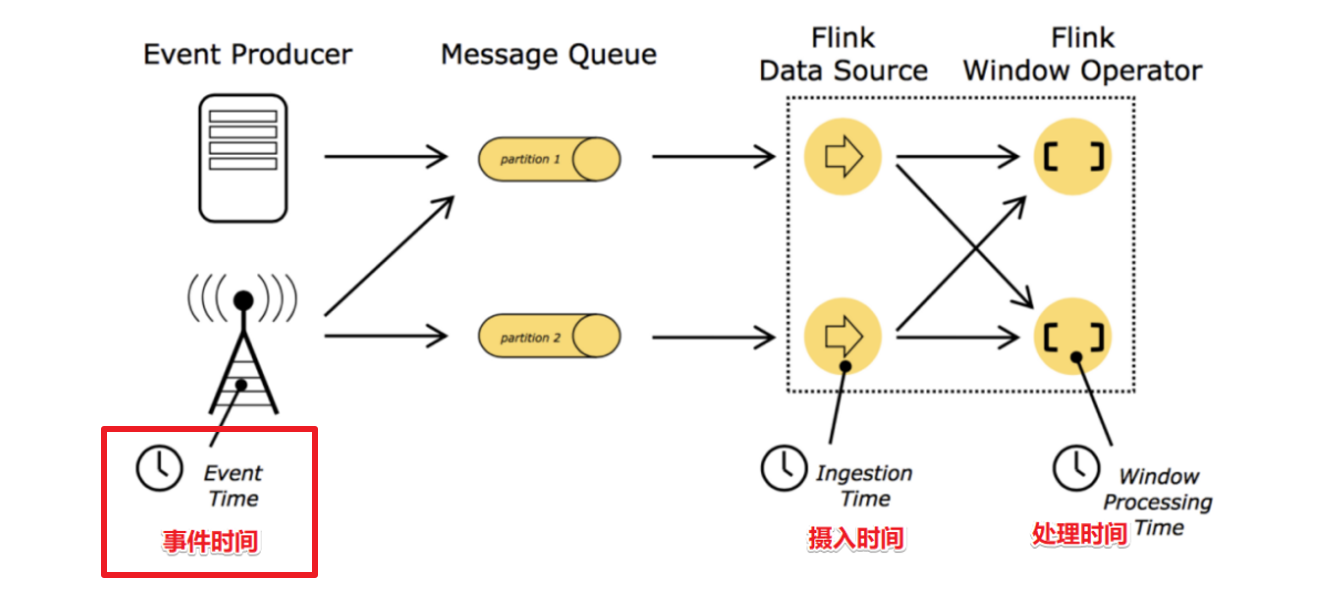 Event Producer
Message Queue
Flink
Data Source
Flink
Window Operator
partition 1
partition 2
Event
Time
事件时间
Ingestion
Time
摄入时间
Window
Processing
Time
处理时间